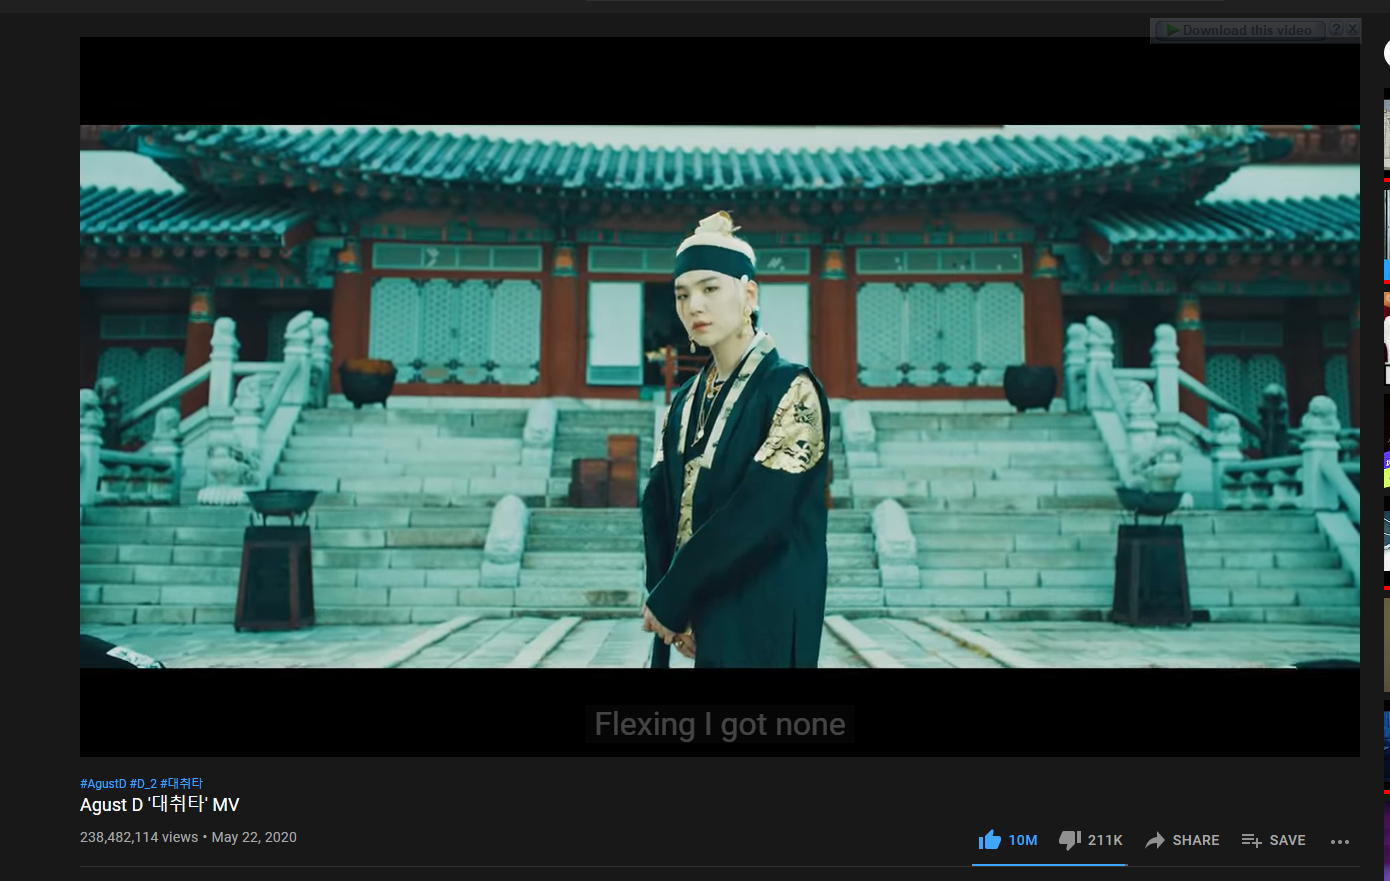 Download this video ? X
Flexing I got none
#AgustD #D_2 #대취타
Agust D '대취타' MV
238,482,114 views • May 22, 2020
10M 211K SHARE SAVE